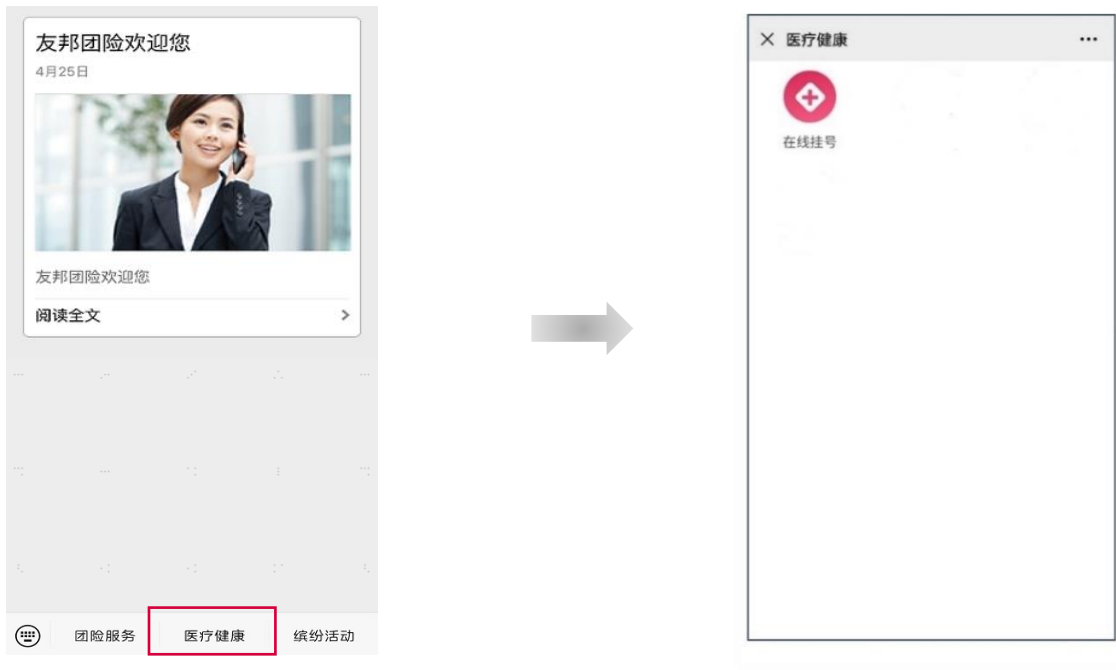 友邦团险欢迎您
4月25日
友邦团险欢迎您
阅读全文
团险服务
医疗健康
缤纷活动
医疗健康
在线挂号